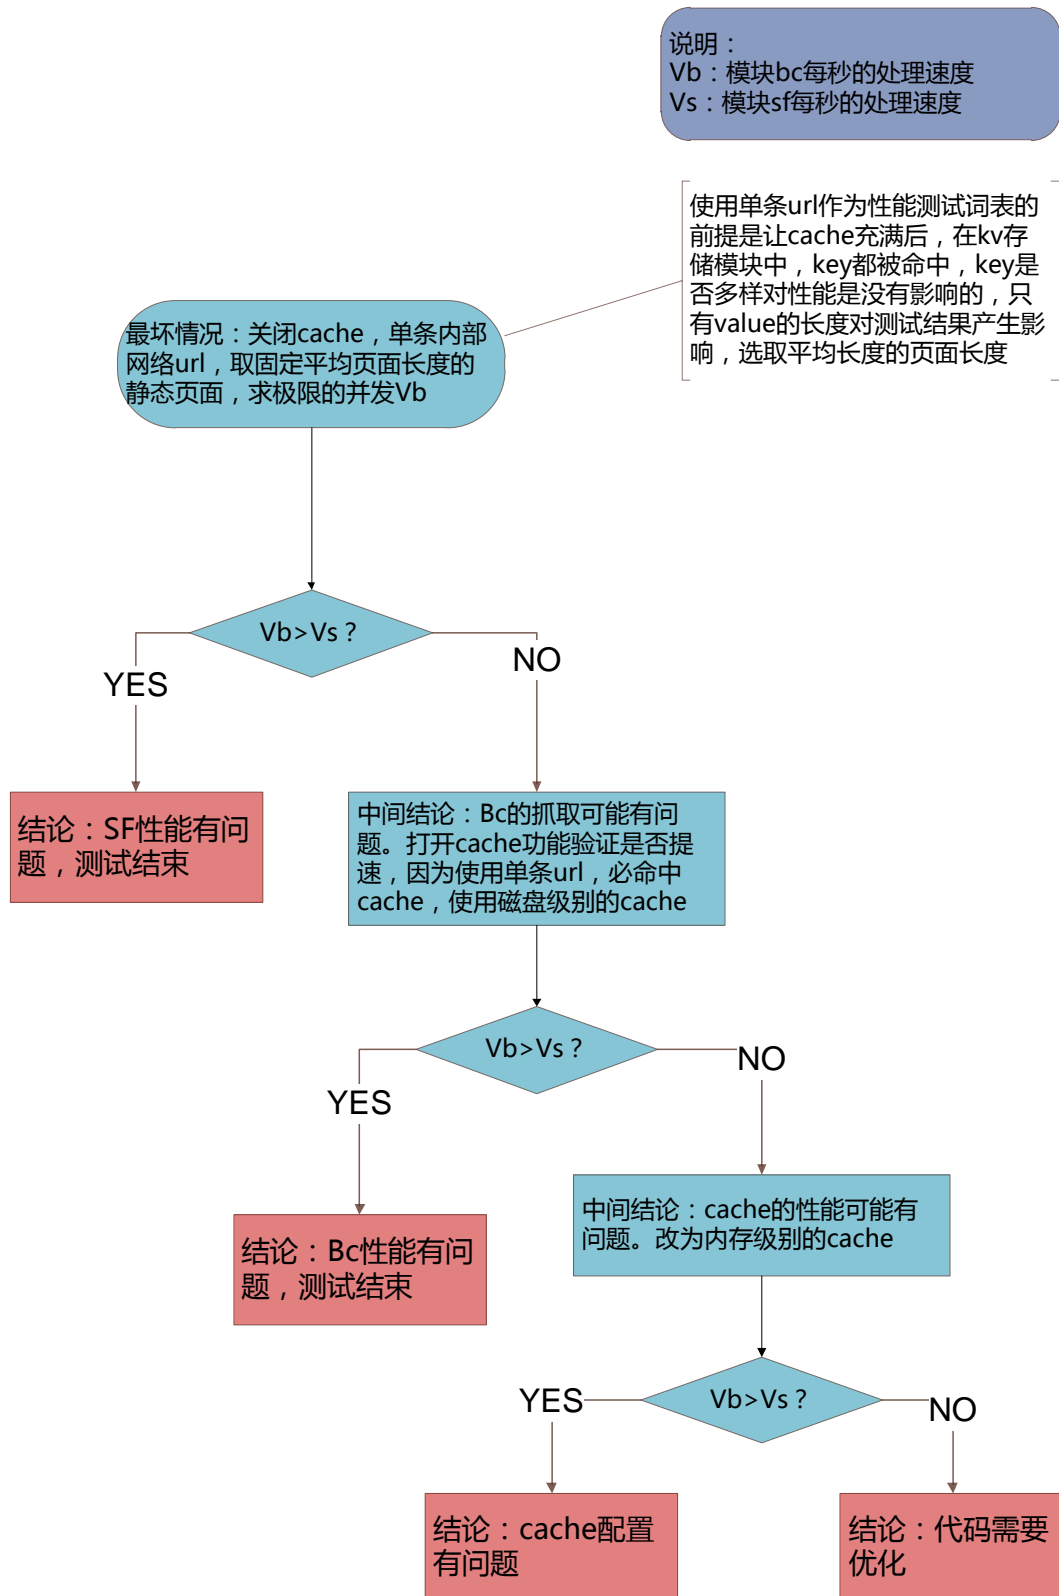 说明：
Vb：模块bc每秒的处理速度
Vs：模块sf每秒的处理速度
使用单条url作为性能测试词表的
前提是让cache充满后，在kv存
储模块中，key都被命中，key是
否多样对性能是没有影响的，只
有value的长度对测试结果产生影
响，选取平均长度的页面长度
最坏情况：关闭cache，单条内部
网络url，取固定平均页面长度的
静态页面，求极限的并发Vb
Vb>Vs？
YES
NO
结论：SF性能有问
题，测试结束
中间结论：Bc的抓取可能有问
题。打开cache功能验证是否提
速，因为使用单条url，必命中
cache，使用磁盘级别的cache
Vb>Vs？
YES
NO
结论：Bc性能有问
题，测试结束
中间结论：cache的性能可能有
问题。改为内存级别的cache
Vb>Vs？
YES
NO
结论：cache配置
有问题
结论：代码需要
优化